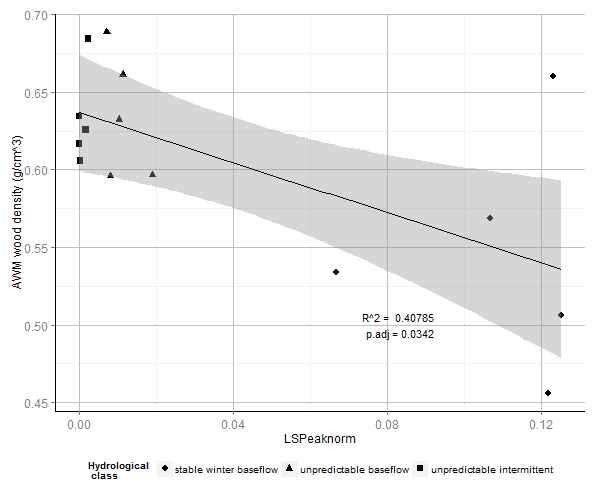 0.70
0.65
0.60
0.55
0.50
0.45
AWM wood density (g/cm^3)
R^2 = 0.40785
p.adj = 0.0342
0.00 0.04 0.08 0.12
LSPeaknorm
Hydrological class
stable winter baseflow unpredictable baseflow unpredictable intermittent